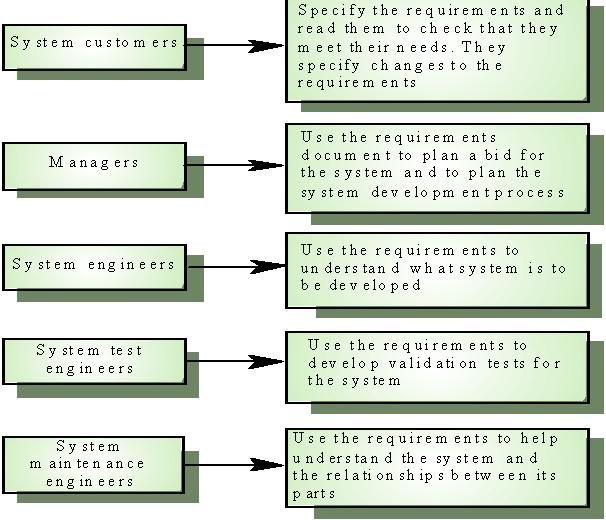 System customers
Specify the requirements and
read them to check that they
meet their needs. They
specify changes to the
requirements
Managers
Use the requirements
document to plan a bid for
the system and to plan the
system development process
System engineers
Use the requirements to
understand what system is to
be developed
System test
engineers
Use the requirements to
develop validation tests for
the system
System
maintenance
engineers
Use the requirements to help
understand the system and
the relationships between its
parts